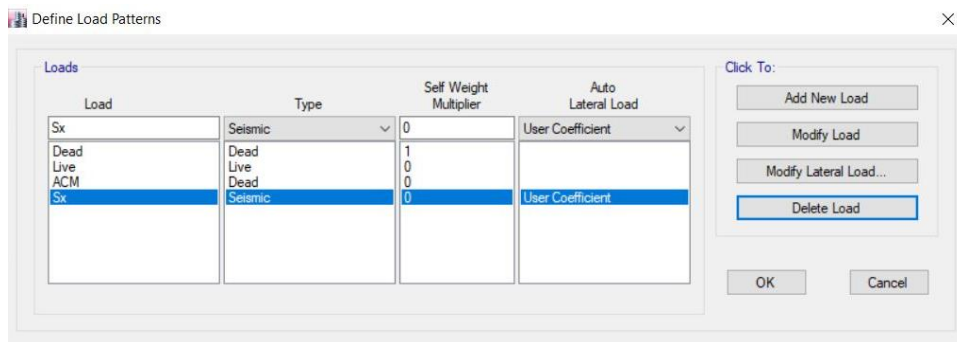 Define Load Patterns
Loads
Click To:
Load Type Self Weight Multiplier Auto Lateral Load
Sx Seismic 0 User Coefficient
Dead Dead 1
Live Live 0
ACM Dead 0
Sx Seismic 0 User Coefficient
Add New Load
Modify Load
Modify Lateral Load...
Delete Load
OK Cancel